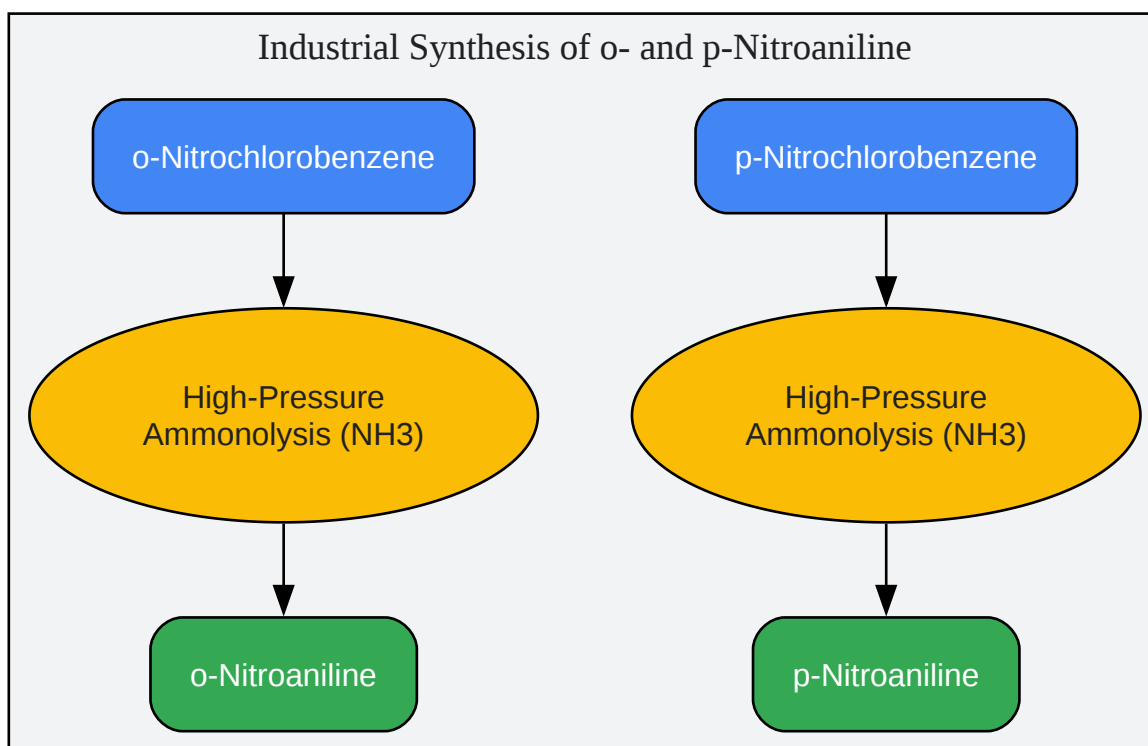 Industrial Synthesis of o- and p-Nitroaniline
o-Nitrochlorobenzene
p-Nitrochlorobenzene
High-Pressure
Ammonolysis (NH3)
High-Pressure
Ammonolysis (NH3)
o-Nitroaniline
p-Nitroaniline